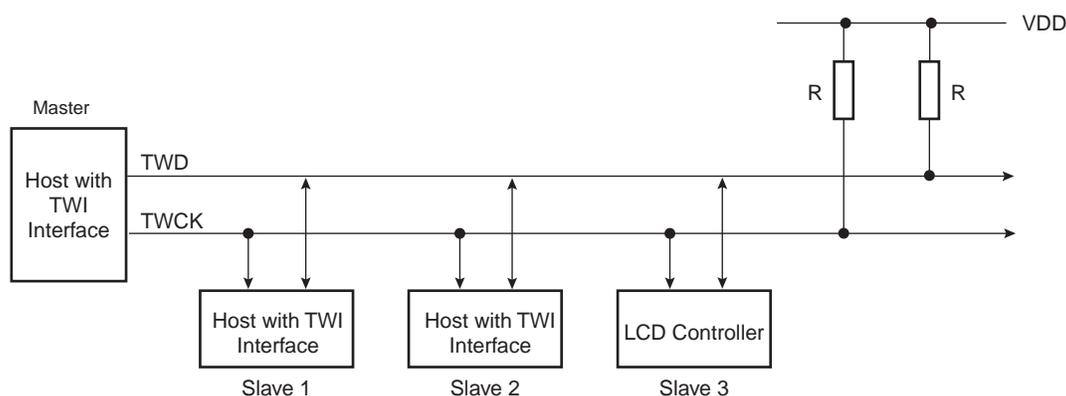 VDD
R
R
Master
Host with
TWI
Interface
TWD
TWCK
Host with TWI
Interface
Slave 1
Host with TWI
Interface
Slave 2
LCD Controller
Slave 3